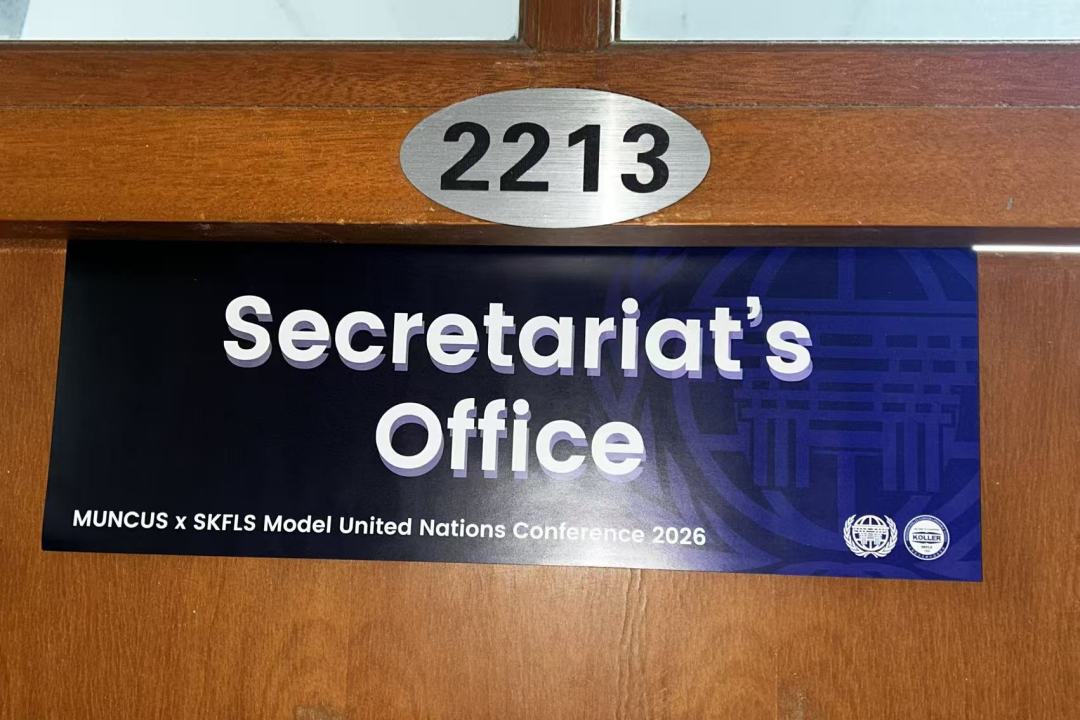 2213
Secretariat's
Office
MUNCUS x SKFLS Model United Nations Conference 2026
KOLLER